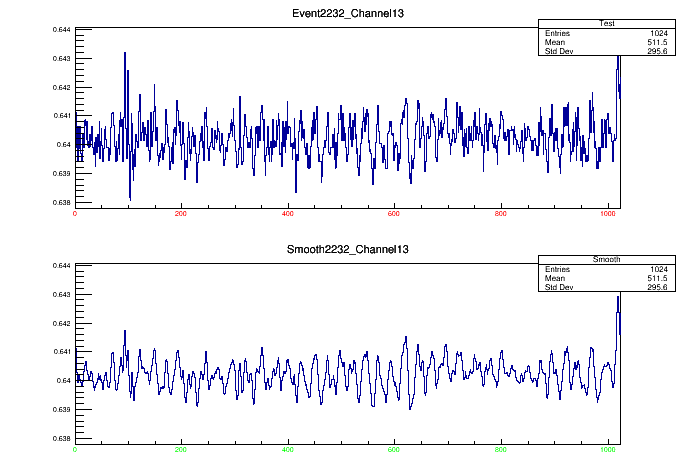 Event2232_Channel13
Test
Entries 1024
Mean 511.5
Std Dev 295.6
0.644
0.643
0.642
0.641
0.64
0.639
0.638
0 200 400 600 800 1000
Smooth2232_Channel13
Smooth
Entries 1024
Mean 511.5
Std Dev 295.6
0.644
0.643
0.642
0.641
0.64
0.639
0.638
0 200 400 600 800 1000